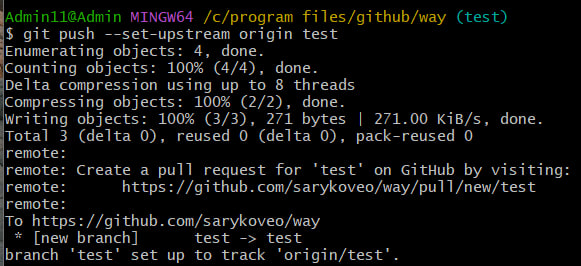 Admin11@Admin MINGW64 /c/program files/github/way (test)
$ git push --set-upstream origin test
Enumerating objects: 4, done.
Counting objects: 100% (4/4), done.
Delta compression using up to 8 threads
Compressing objects: 100% (2/2), done.
Writing objects: 100% (3/3), 271 bytes | 271.00 KiB/s, done.
Total 3 (delta 0), reused 0 (delta 0), pack-reused 0
remote:
remote: Create a pull request for 'test' on GitHub by visiting:
remote:      https://github.com/sarykoveo/way/pull/new/test
remote:
To https://github.com/sarykoveo/way
 * [new branch]      test -> test
branch 'test' set up to track 'origin/test'.